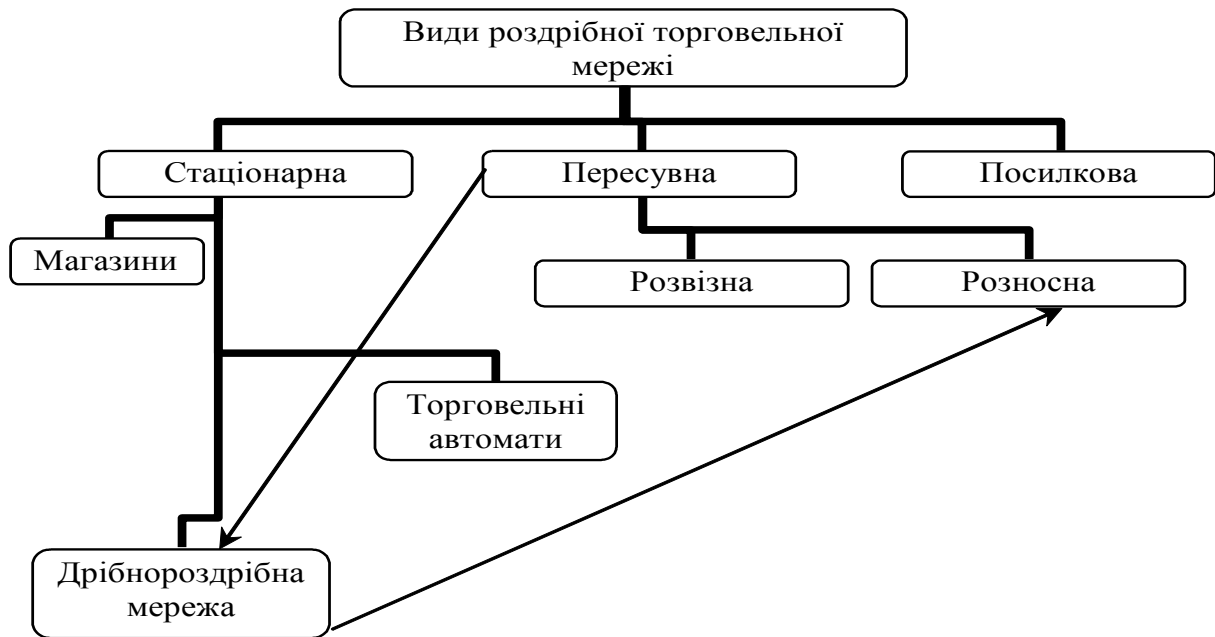 Види роздрібної торговельної
мережі
Стаціонарна
Пересувна
Посилкова
Магазини
Розвізна
Розносна
Торговельні
автомати
Дрібнороздрібна
мережа